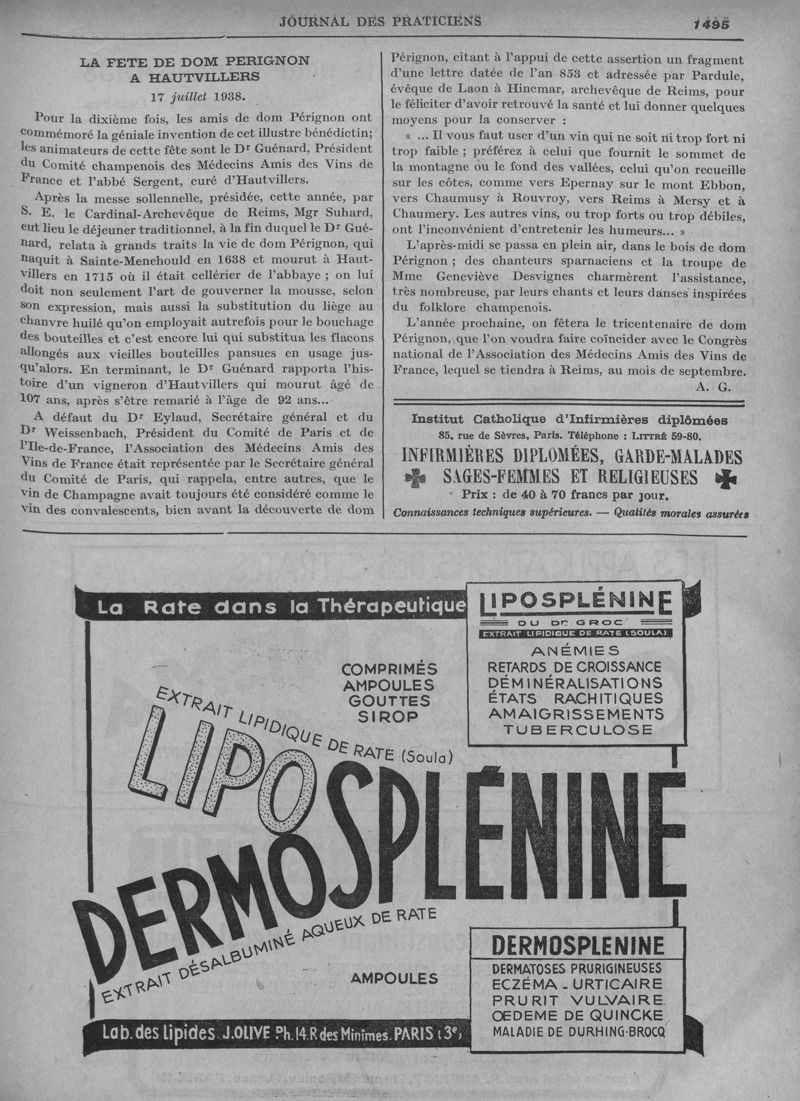 JOURNAL DES PRATICIENS
1495
LA FETE DE DOM PERIGNON
A HAUTVILLERS
17 juillet 1938.
Pour la dixième fois, les amis de dom Pérignon ont
commémoré la géniale invention de cet illustre bénédictin;
les animateurs de cette fête sont le Dr Guénard, Président
du Comité champenois des Médecins Amis des Vins de
France et l'abbé Sergent, curé d'Hautvillers.
Après la messe sollennelle, présidée, cette année, par
S. E. le Cardinal-Archevêque de Reims, Mgr Suhard,
eut lieu le déjeuner traditionnel, à la fin duquel le Dr Gué-
nard, relata à grands traits la vie de dom Pérignon, qui
naquit à Sainte-Menehould en 1638 et mourut à Haut-
villers en 1715 où il était cellérier de l'abbaye ; on lui
doit non seulement l'art de gouverner la mousse, selon
son expression, mais aussi la substitution du liège au
chanvre huilé qu'on employait autrefois pour le bouchage
des bouteilles et c'est encore lui qui substitua les flacons
allongés aux vieilles bouteilles pansues en usage jus-
qu'alors. En terminant, le Dr Guénard rapporta l'his-
toire d'un vigneron d'Hautvillers qui mourut âgé de
107 ans, après s'être remarié à l'âge de 92 ans...
A défaut du Dr Eylaud, Secrétaire général et du
Dr Weissenbach, Président du Comité de Paris et de
l'Ile-de-France, l'Association des Médecins Amis des
Vins de France était représentée par le Secrétaire général
du Comité de Paris, qui rappela, entre autres, que le
vin de Champagne avait toujours été considéré comme le
vin des convalescents, bien avant la découverte de dom
Pérignon, citant à l'appui de cette assertion un fragment
d'une lettre datée de l'an 853 et adressée par Pardule,
évêque de Laon à Hincmar, archevêque de Reims, pour
le féliciter d'avoir retrouvé la santé et lui donner quelques
moyens pour la conserver :
« ... Il vous faut user d'un vin qui ne soit ni trop fort ni
trop faible ; préférez à celui que fournit le sommet de
la montagne ou le fond des vallées, celui qu'on recueille
sur les côtes, comme vers Epernay sur le mont Ebbon,
vers Chaumusy à Rouvroy, vers Reims à Mersy et à
Chaumery. Les autres vins, ou trop forts ou trop débiles,
ont l'inconvénient d'entretenir les humeurs... »
L'après-midi se passa en plein air, dans le bois de dom
Pérignon ; des chanteurs sparnaciens et la troupe de
Mme Geneviève Desvignes charmèrent l'assistance,
très nombreuse, par leurs chants et leurs danses inspirées
du folklore champenois.
L'année prochaine, on fêtera le tricentenaire de dom
Pérignon, que l'on voudra faire coïncider avec le Congrès
national de l'Association des Médecins Amis des Vins de
France, lequel se tiendra à Reims, au mois de septembre.
A. G.
Institut Catholique d'Infirmières diplômées
85, rue de Sèvres, Paris. Téléphone : LITTRÉ 59-80.
INFIRMIÈRES DIPLOMÉES, GARDE-MALADES
SAGES-FEMMES ET RELIGIEUSES
Prix : de 40 à 70 francs par jour.
Connaissances techniques supérieures. — Qualités morales assurées
La Rate dans la Thérapeutique
LIPOSPLÉNINE
DU DR GROC
EXTRAIT LIPIDIQUE DE RATE (SOULA)
ANÉMIES
RETARDS DE CROISSANCE
DÉMINÉRALISATIONS
ÉTATS RACHITIQUES
AMAIGRISSEMENTS
TUBERCULOSE
COMPRIMÉS
AMPOULES
GOUTTES
SIROP
EXTRAIT LIPIDIQUE DE RATE (Soula)
LIPO
DERMOSPLÉNINE
EXTRAIT DÉSALBUMINÉ AQUEUX DE RATE
AMPOULES
DERMOSPLENINE
DERMATOSES PRURIGINEUSES
ECZÉMA - URTICAIRE
PRURIT VULVAIRE
ŒDEME DE QUINCKE
MALADIE DE DURHING-BROCQ
Lab. des lipides. J.OLIVE .Ph.14.R des Minimes. PARIS (3e)